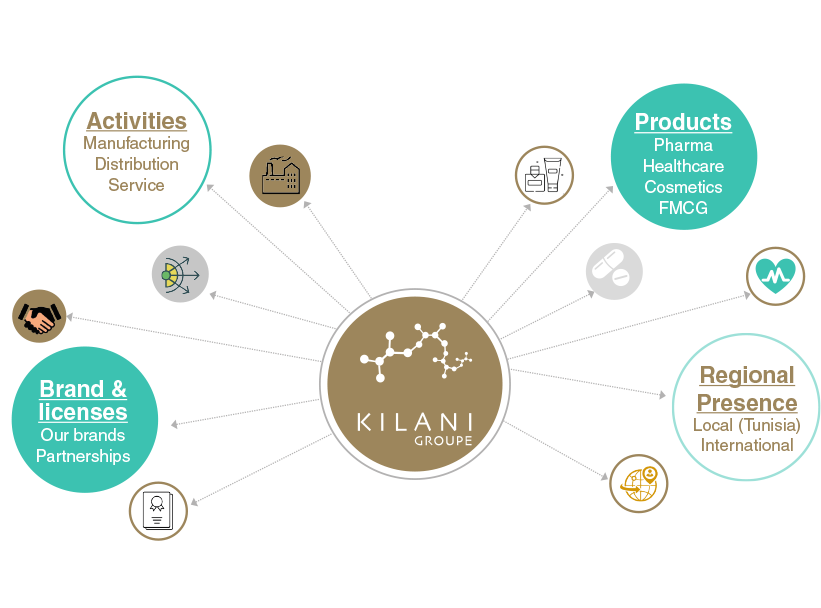 Activities
Manufacturing
Distribution
Service
Products
Pharma
Healthcare
Cosmetics
FMCG
Brand &
licenses
Our brands
Partnerships
KILANI
GROUPE
Regional
Presence
Local (Tunisia)
International